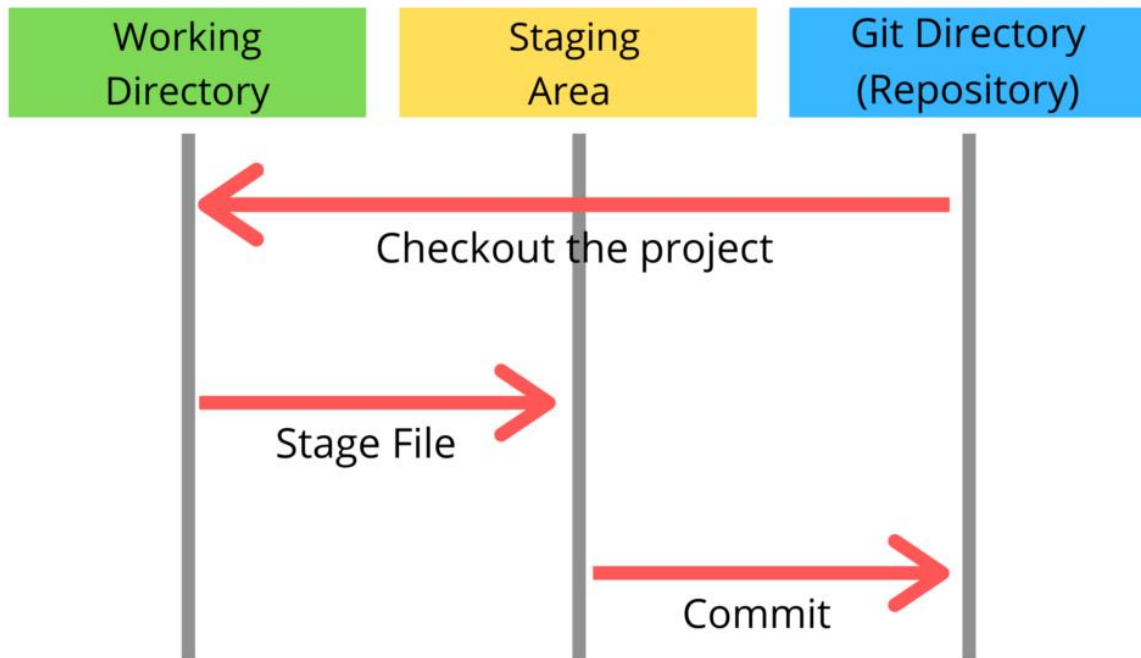 Working
Directory
Staging
Area
Git Directory
(Repository)
Checkout the project
Stage File
Commit